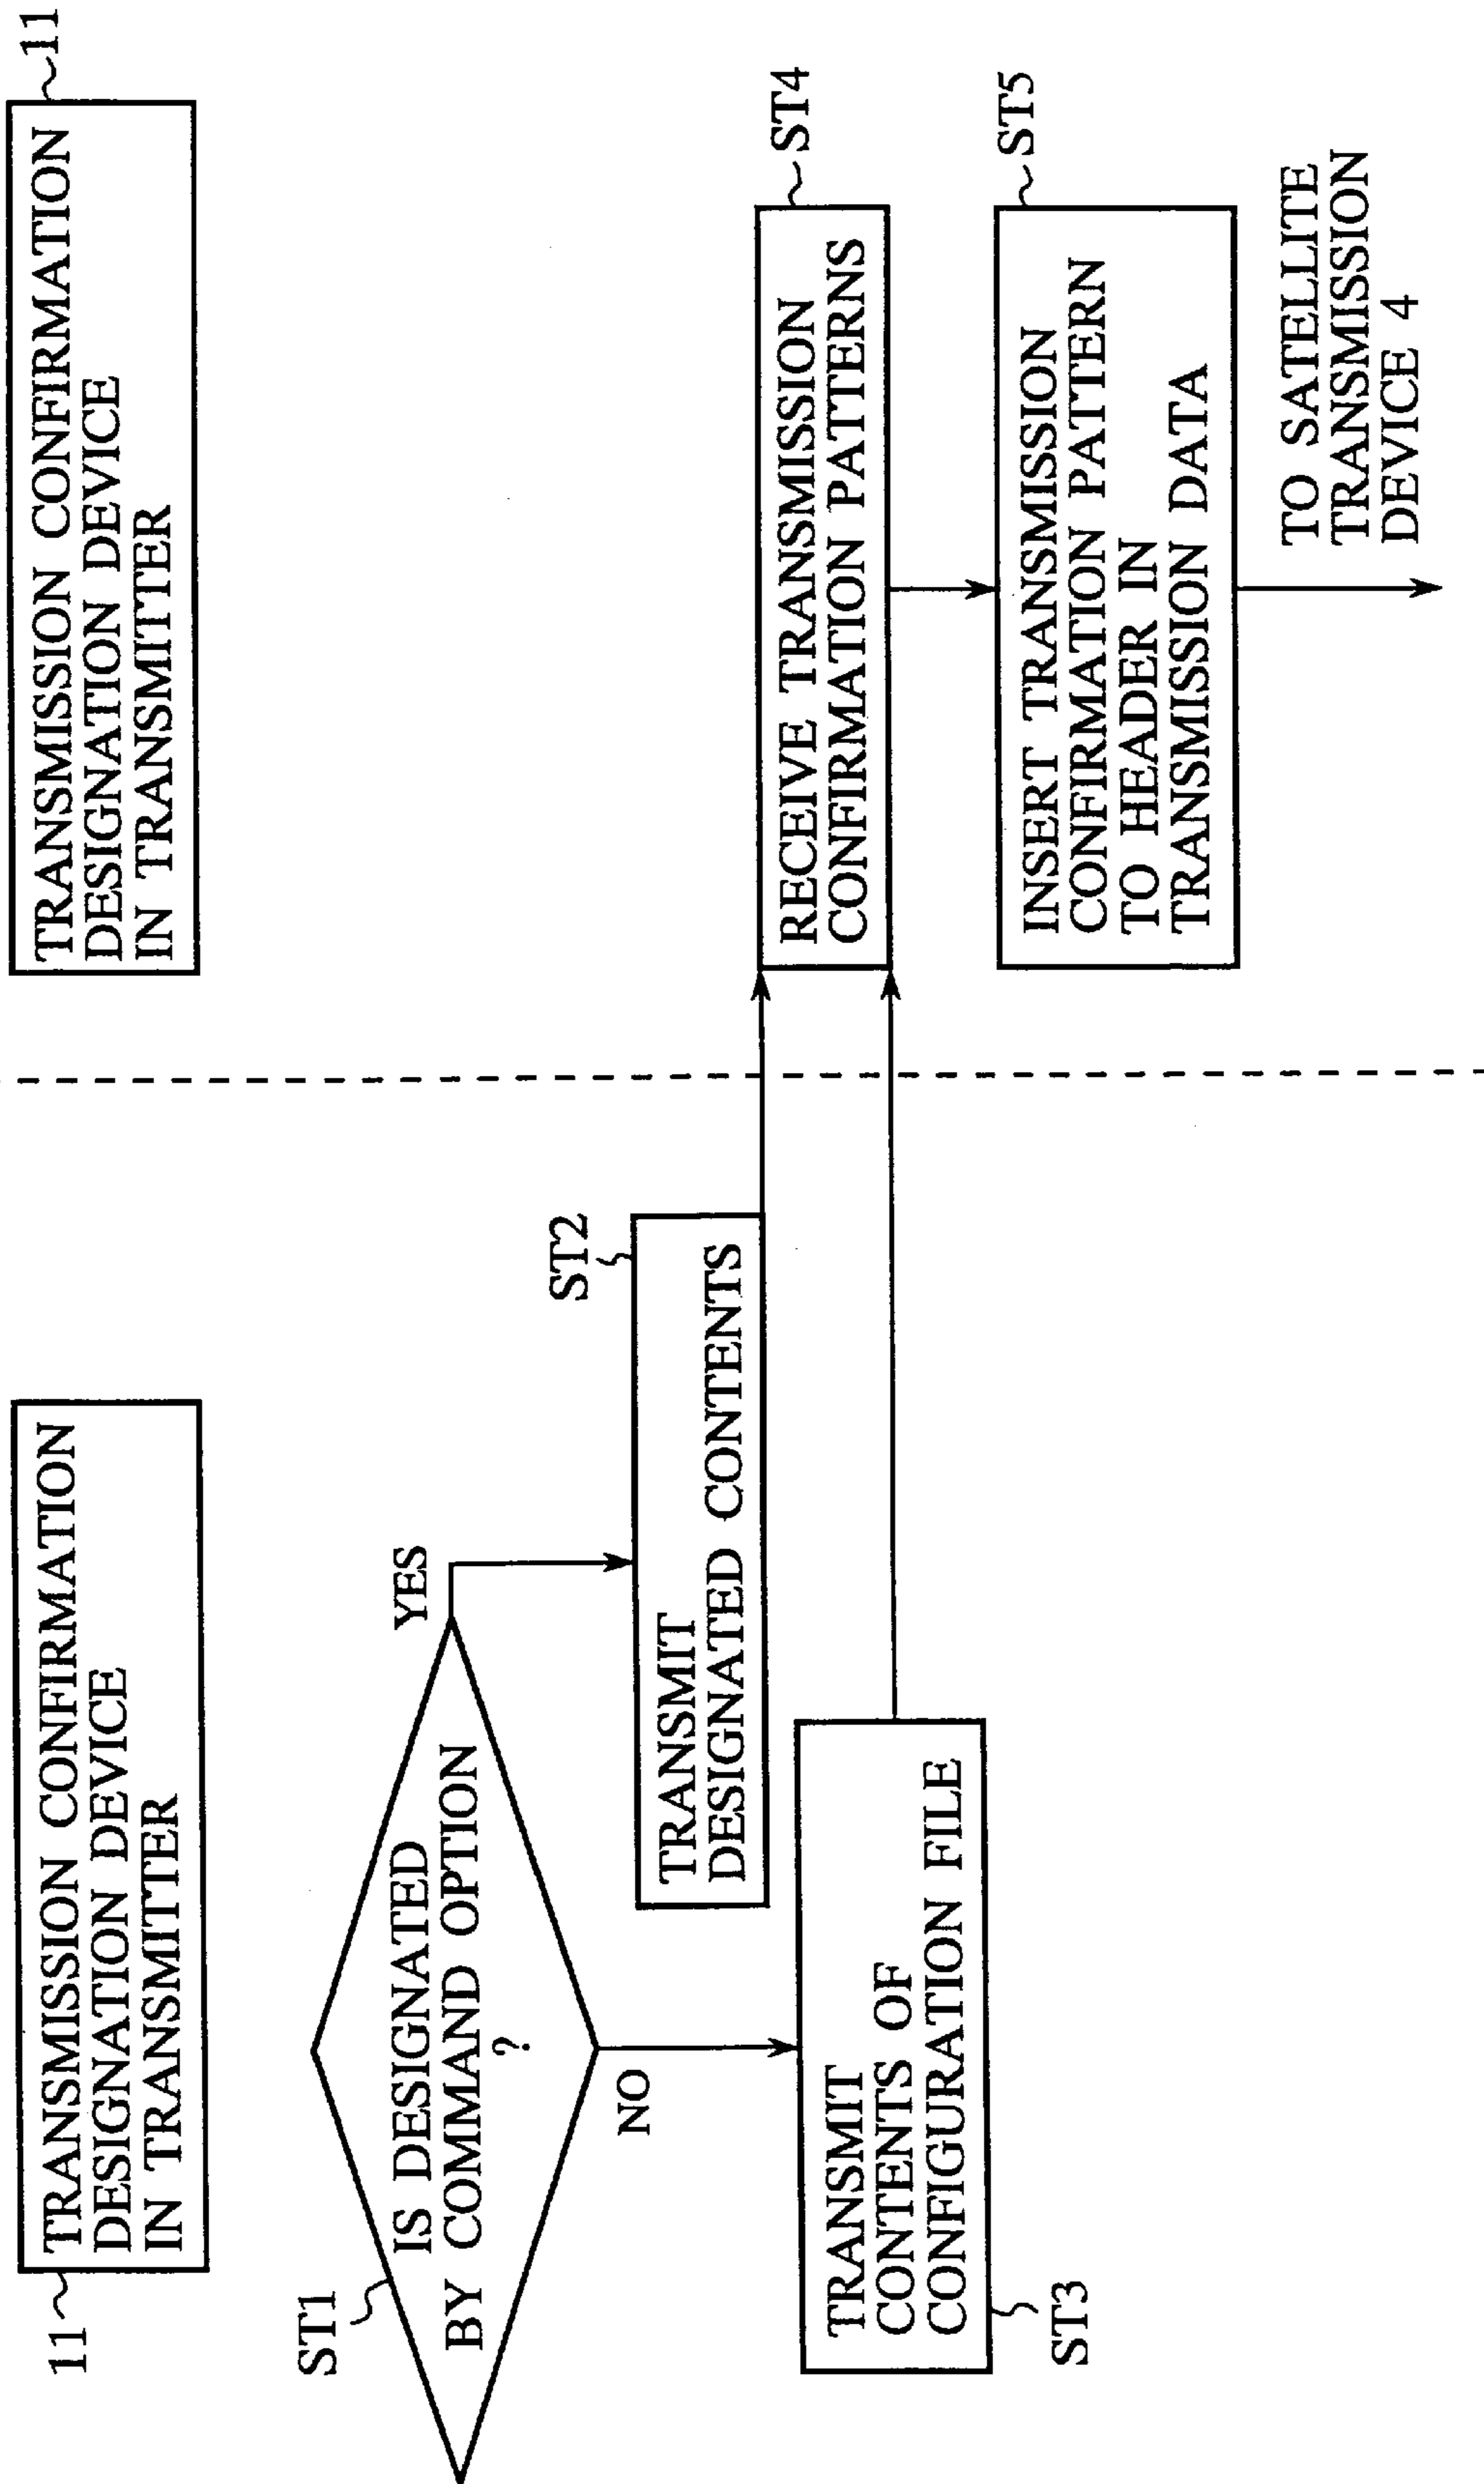 11
TRANSMISSION CONFIRMATION
DESIGNATION DEVICE
IN TRANSMITTER
ST1
IS DESIGNATED
BY COMMAND OPTION
?
YES
NO
ST2
TRANSMIT
DESIGNATED CONTENTS
TRANSMIT
CONTENTS OF
CONFIGURATION FILE
ST3
TRANSMISSION CONFIRMATION
DESIGNATION DEVICE
IN TRANSMITTER
11
RECEIVE TRANSMISSION
CONFIRMATION PATTERNS
ST4
INSERT TRANSMISSION
CONFIRMATION PATTERN
TO HEADER IN
TRANSMISSION DATA
ST5
TO SATELLITE
TRANSMISSION
DEVICE 4